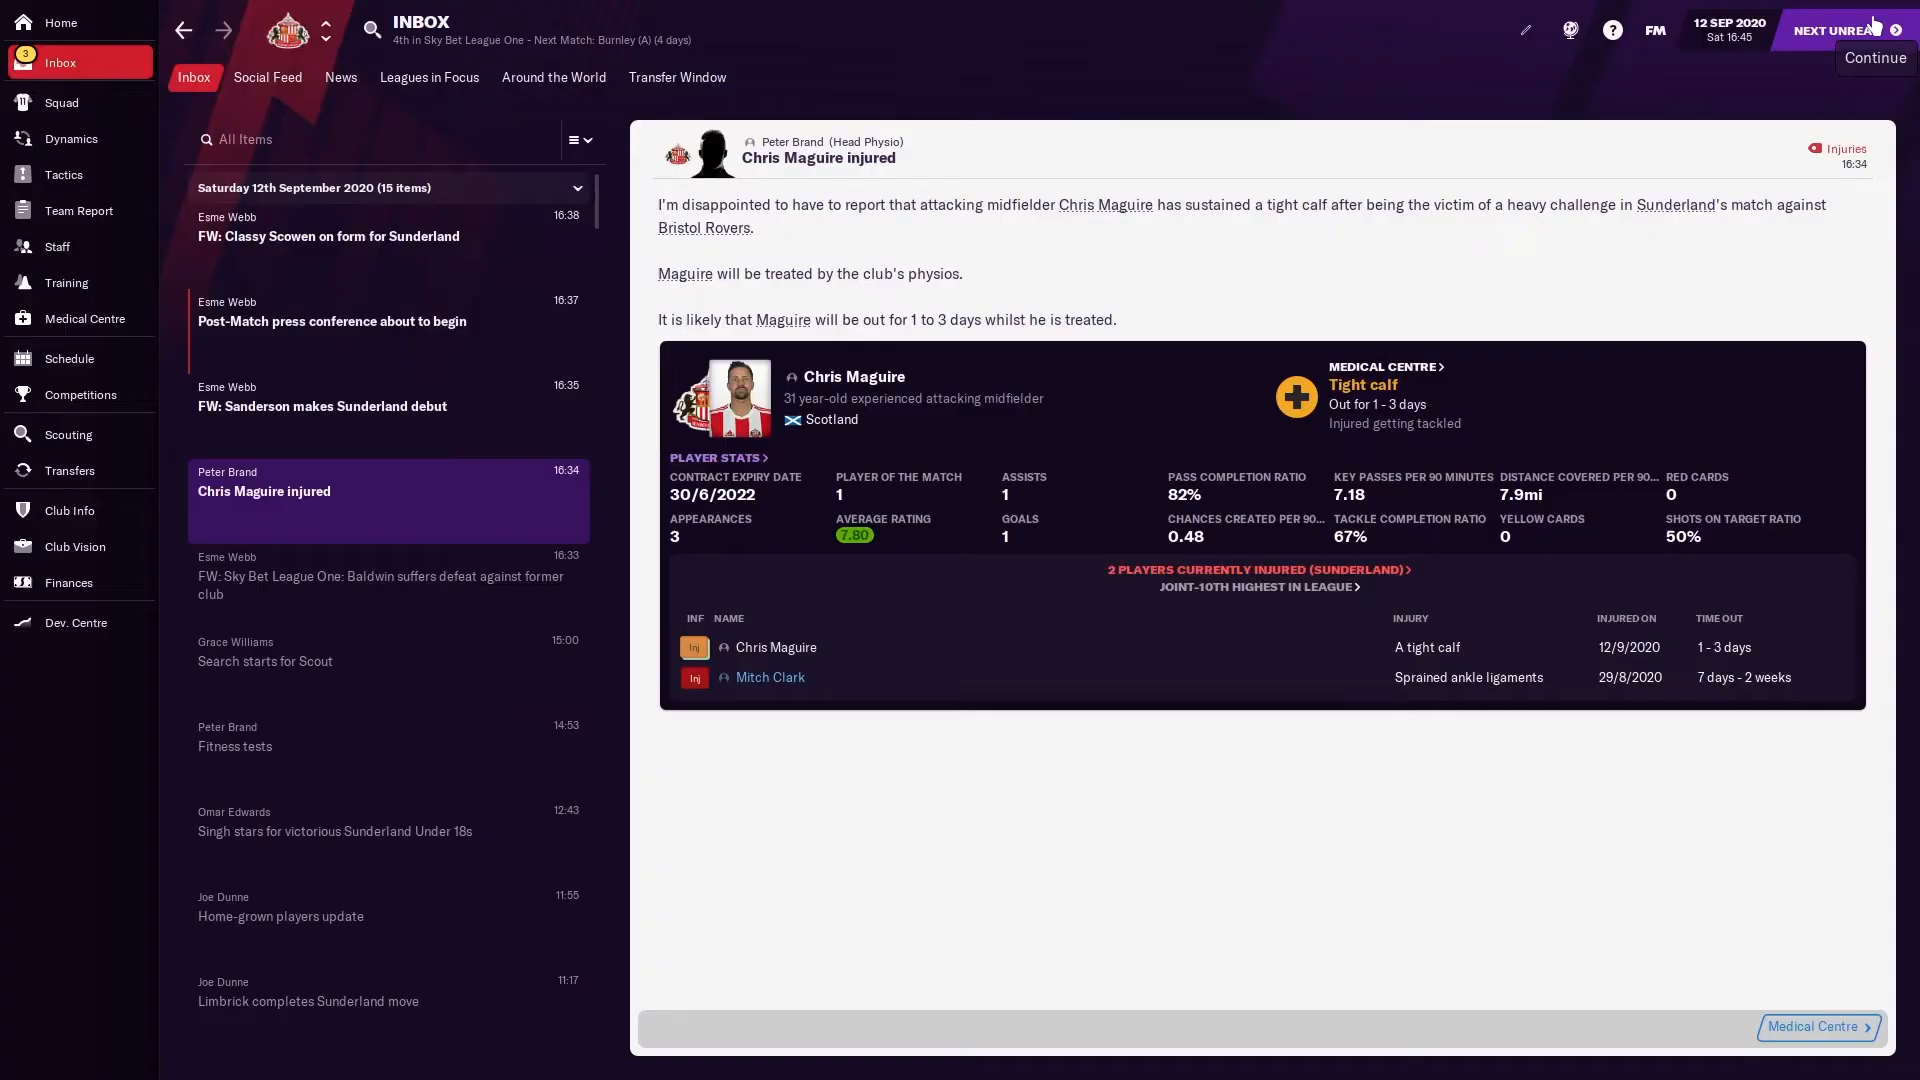 Home
3
Inbox
Squad
Dynamics
Tactics
Team Report
Staff
Training
Medical Centre
Schedule
Competitions
Scouting
Transfers
Club Info
Club Vision
Finances
Dev. Centre
INBOX
4th in Sky Bet League One - Next Match: Burnley (A) (4 days)
FM
12 SEP 2020
Sat 16:45
NEXT UNREA
Continue
Inbox Social Feed News Leagues in Focus Around the World Transfer Window
All Items
Saturday 12th September 2020 (15 items)
Esme Webb 16:38
FW: Classy Scowen on form for Sunderland
Esme Webb 16:37
Post-Match press conference about to begin
Esme Webb 16:35
FW: Sanderson makes Sunderland debut
Peter Brand 16:34
Chris Maguire injured
Esme Webb 16:33
FW: Sky Bet League One: Baldwin suffers defeat against former
club
Grace Williams 15:00
Search starts for Scout
Peter Brand 14:53
Fitness tests
Omar Edwards 12:43
Singh stars for victorious Sunderland Under 18s
Joe Dunne 11:55
Home-grown players update
Joe Dunne 11:17
Limbrick completes Sunderland move
Peter Brand (Head Physio)
Chris Maguire injured
Injuries
16:34
I'm disappointed to have to report that attacking midfielder Chris Maguire has sustained a tight calf after being the victim of a heavy challenge in Sunderland's match against
Bristol Rovers.
Maguire will be treated by the club's physios.
It is likely that Maguire will be out for 1 to 3 days whilst he is treated.
Chris Maguire
31 year-old experienced attacking midfielder
Scotland
MEDICAL CENTRE >
Tight calf
Out for 1 - 3 days
Injured getting tackled
PLAYER STATS >
CONTRACT EXPIRY DATE PLAYER OF THE MATCH ASSISTS PASS COMPLETION RATIO KEY PASSES PER 90 MINUTES DISTANCE COVERED PER 90... RED CARDS
30/6/2022 1 1 82% 7.18 7.9mi 0
APPEARANCES AVERAGE RATING GOALS CHANCES CREATED PER 90... TACKLE COMPLETION RATIO YELLOW CARDS SHOTS ON TARGET RATIO
3 7.80 1 0.48 67% 0 50%
2 PLAYERS CURRENTLY INJURED (SUNDERLAND) >
JOINT-10TH HIGHEST IN LEAGUE >
INF NAME INJURY INJURED ON TIME OUT
Inj Chris Maguire A tight calf 12/9/2020 1 - 3 days
Inj Mitch Clark Sprained ankle ligaments 29/8/2020 7 days - 2 weeks
Medical Centre >